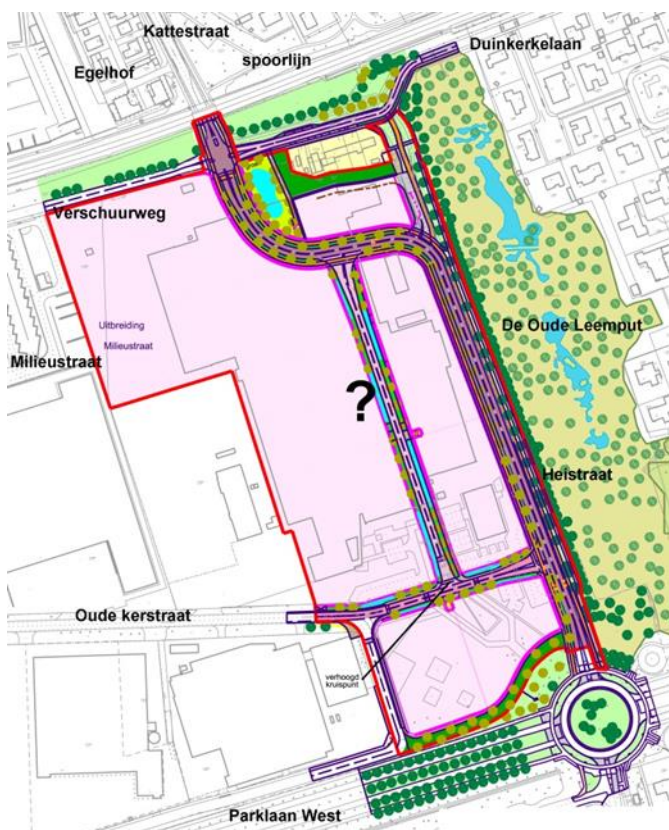 Kattestraat
Duinkerkelaan
spoorlijn
Egelhof
Verschuurweg
Uitbreiding
Milieustraat
De Oude Leemput
Milieustraat
?
Heistraat
Oude kerstraat
verhoogd
kruispunt
Parklaan West